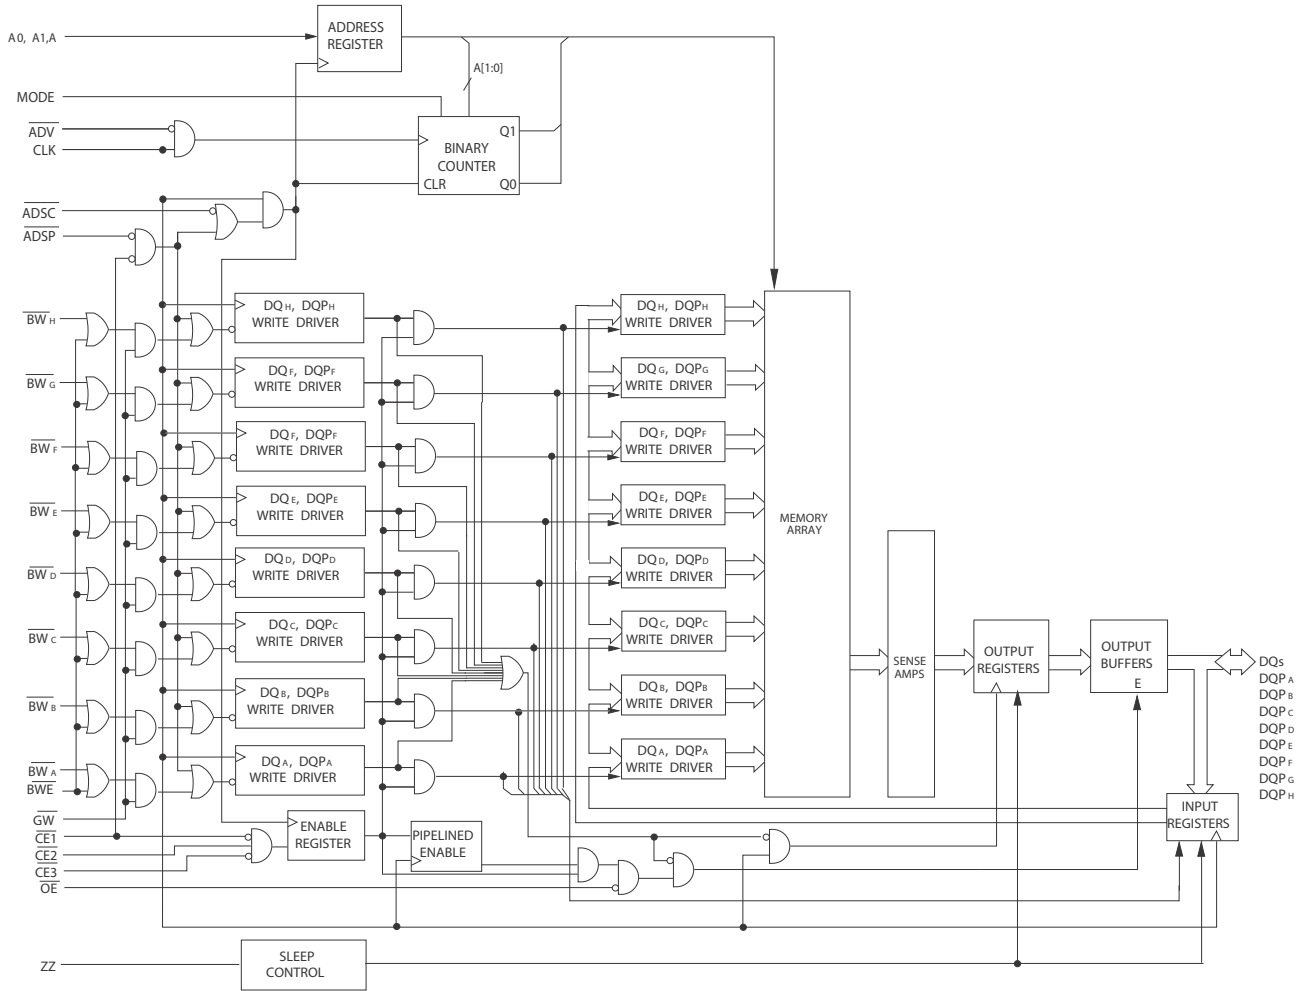 A0, A1,A
ADDRESS
REGISTER
A[1:0]
MODE
ADV
CLK
BINARY
COUNTER
CLR
Q1
Q0
ADSC
ADSP
BW H
DQ H, DQP H
WRITE DRIVER
DQ H, DQP H
WRITE DRIVER
BW G
DQ F, DQP F
WRITE DRIVER
DQ G, DQP G
WRITE DRIVER
BW F
DQ F, DQP F
WRITE DRIVER
DQ F, DQP F
WRITE DRIVER
BW E
DQ E, DQP E
WRITE DRIVER
DQ E, DQP E
WRITE DRIVER
MEMORY
ARRAY
BW D
DQ D, DQP D
WRITE DRIVER
DQ D, DQP D
WRITE DRIVER
BW C
DQ C, DQP C
WRITE DRIVER
DQ C, DQP C
WRITE DRIVER
SENSE
AMPS
OUTPUT
REGISTERS
OUTPUT
BUFFERS
E
BW B
DQ B, DQP B
WRITE DRIVER
DQ B, DQP B
WRITE DRIVER
BW A
BWE
DQ A, DQP A
WRITE DRIVER
DQ A, DQP A
WRITE DRIVER
DQs
DQP A
DQP B
DQP C
DQP D
DQP E
DQP F
DQP G
DQP H
INPUT
REGISTERS
GW
CE1
CE2
CE3
OE
ENABLE
REGISTER
PIPELINED
ENABLE
ZZ
SLEEP
CONTROL